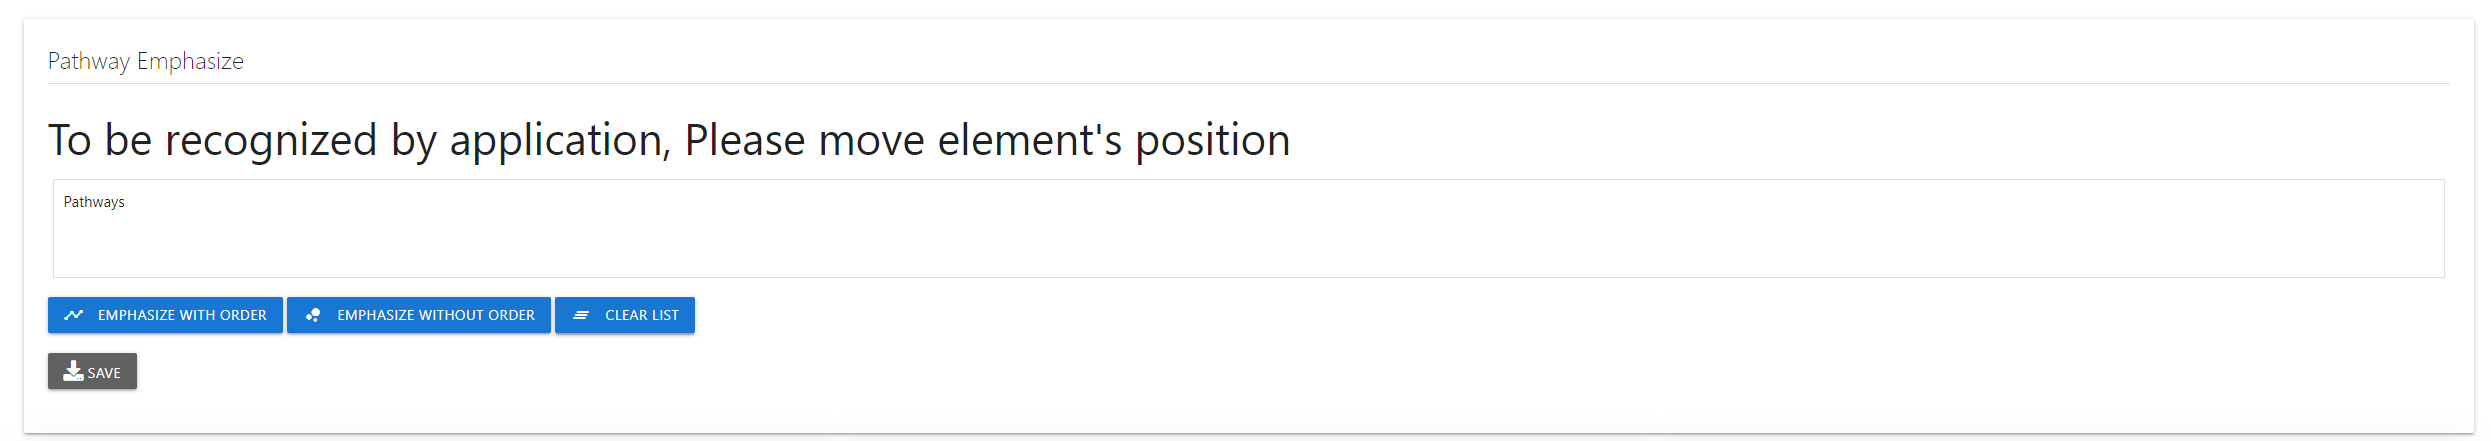 Pathway Emphasize
To be recognized by application, Please move element's position
Pathways
EMPHASIZE WITH ORDER EMPHASIZE WITHOUT ORDER CLEAR LIST
SAVE